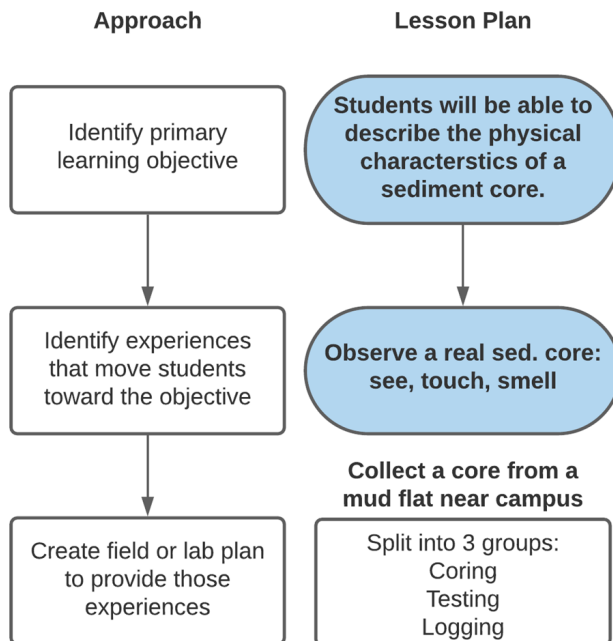 Approach
Identify primary
learning objective
Identify experiences
that move students
toward the objective
Create field or lab plan
to provide those
experiences
Lesson Plan
Students will be able to
describe the physical
characterstics of a
sediment core.
Observe a real sed. core:
see, touch, smell
Collect a core from a
mud flat near campus
Split into 3 groups:
Coring
Testing
Logging